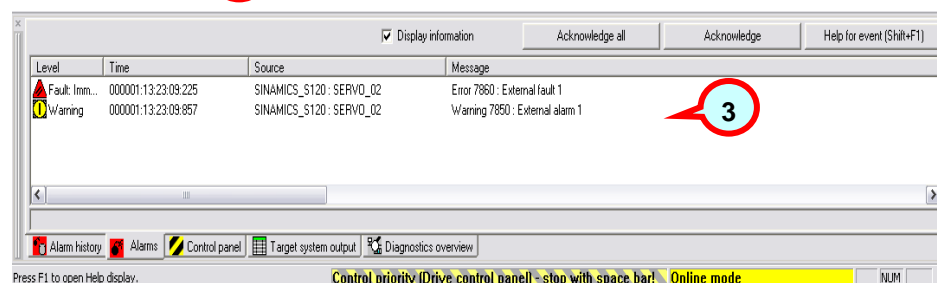 Display information Acknowledge all Acknowledge Help for event (Shift+F1)
Level Time Source Message
Fault: Imm... 000001:13:23:09:225 SINAMICS_S120 : SERVO_02 Error 7860 : External fault 1
Warning 000001:13:23:09:857 SINAMICS_S120 : SERVO_02 Warning 7850 : External alarm 1
3
Alarm history Alarms Control panel Target system output Diagnostics overview
Press F1 to open Help display. Control priority (Drive control panel) - stop with space bar! Online mode NUM